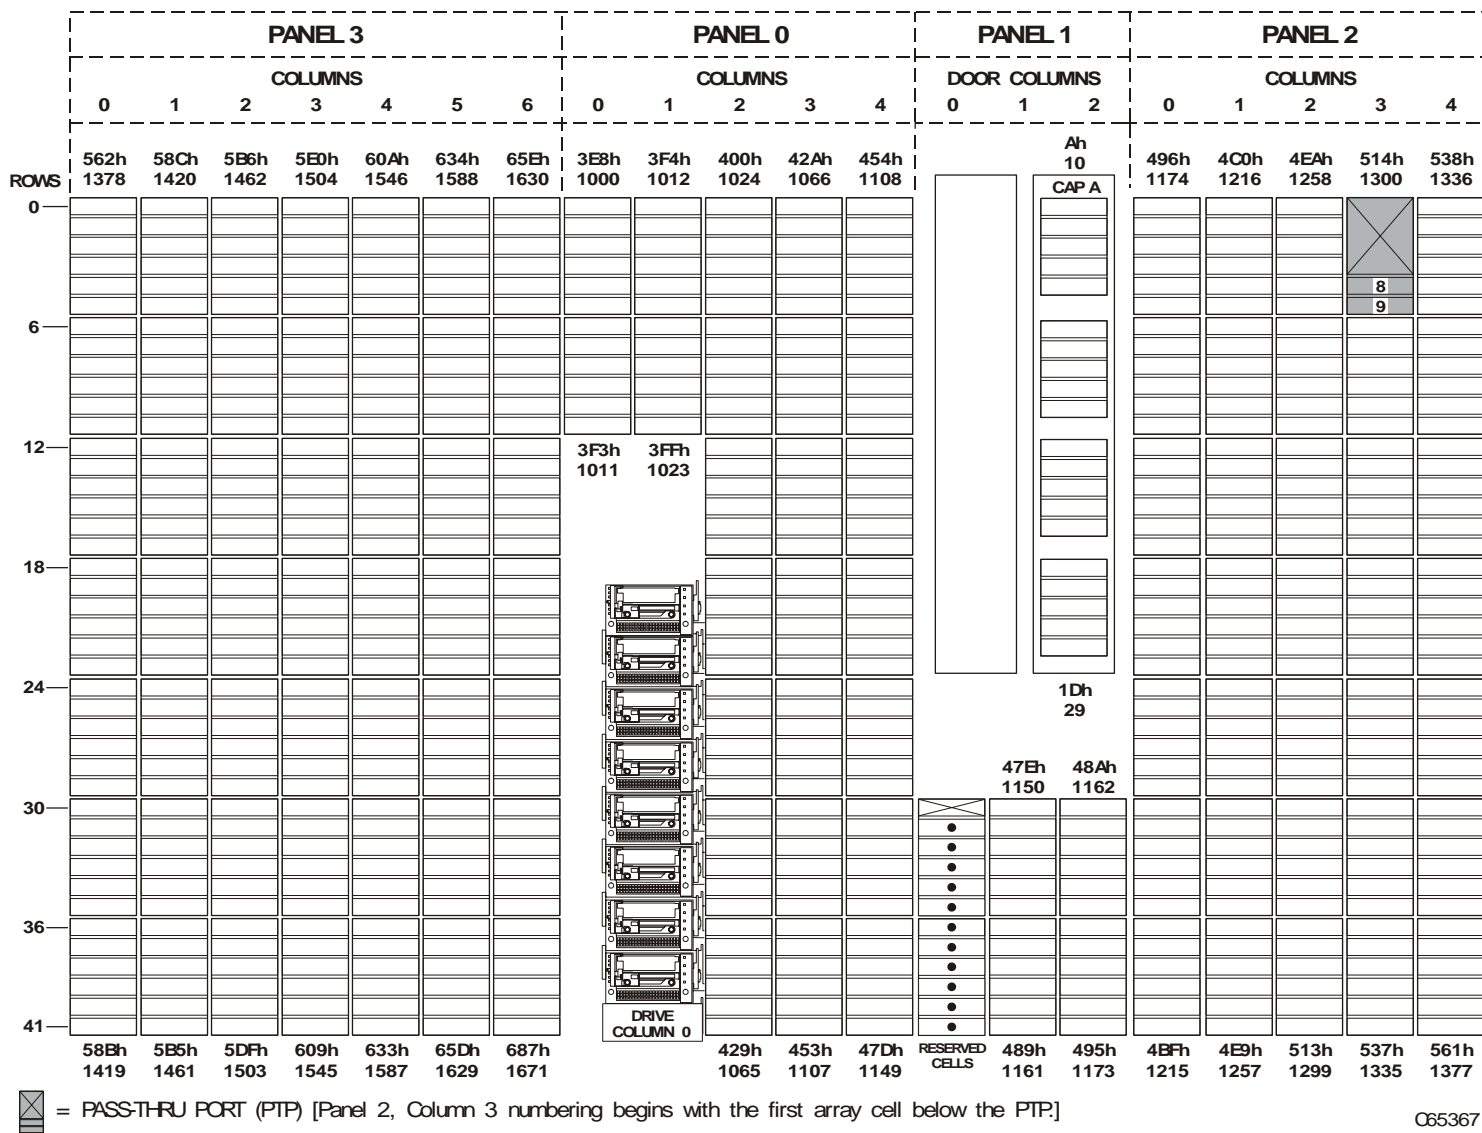 PANEL 3 PANEL 0 PANEL 1 PANEL 2
COLUMNS COLUMNS DOOR COLUMNS COLUMNS
0 1 2 3 4 5 6 0 1 2 3 4 0 1 2 0 1 2 3 4
Ah
10
562h 58Ch 5B6h 5E0h 60Ah 634h 65Eh 3E8h 3F4h 400h 42Ah 454h 496h 4C0h 4EAh 514h 538h
ROWS 1378 1420 1462 1504 1546 1588 1630 1000 1012 1024 1066 1108 1174 1216 1258 1300 1336
CAP A
0
8
9
6
12
3F3h 3FFh
1011 1023
18
24
1Dh
29
47Eh 48Ah
1150 1162
30
36
41
DRIVE
COLUMN 0
RESERVED
CELLS
58Bh 5B5h 5DFh 609h 633h 65Dh 687h 429h 453h 47Dh 489h 495h 4BFh 4E9h 513h 537h 561h
1419 1461 1503 1545 1587 1629 1671 1065 1107 1149 1161 1173 1215 1257 1299 1335 1377
= PASS-THRU PORT (PTP) [Panel 2, Column 3 numbering begins with the first array cell below the PTP.]
C65367